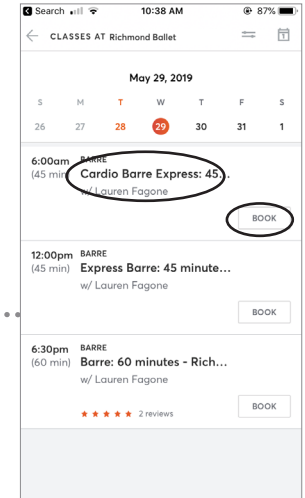 Search 10:38 AM 87%
CLASSES AT Richmond Ballet
May 29, 2019
S M T W T F S
26 27 28 29 30 31 1
6:00am BARRE
(45 min) Cardio Barre Express: 45...
w/ Lauren Fagone
BOOK
12:00pm BARRE
(45 min) Express Barre: 45 minute...
w/ Lauren Fagone
BOOK
6:30pm BARRE
(60 min) Barre: 60 minutes - Rich...
w/ Lauren Fagone
★★★★★ 2 reviews
BOOK